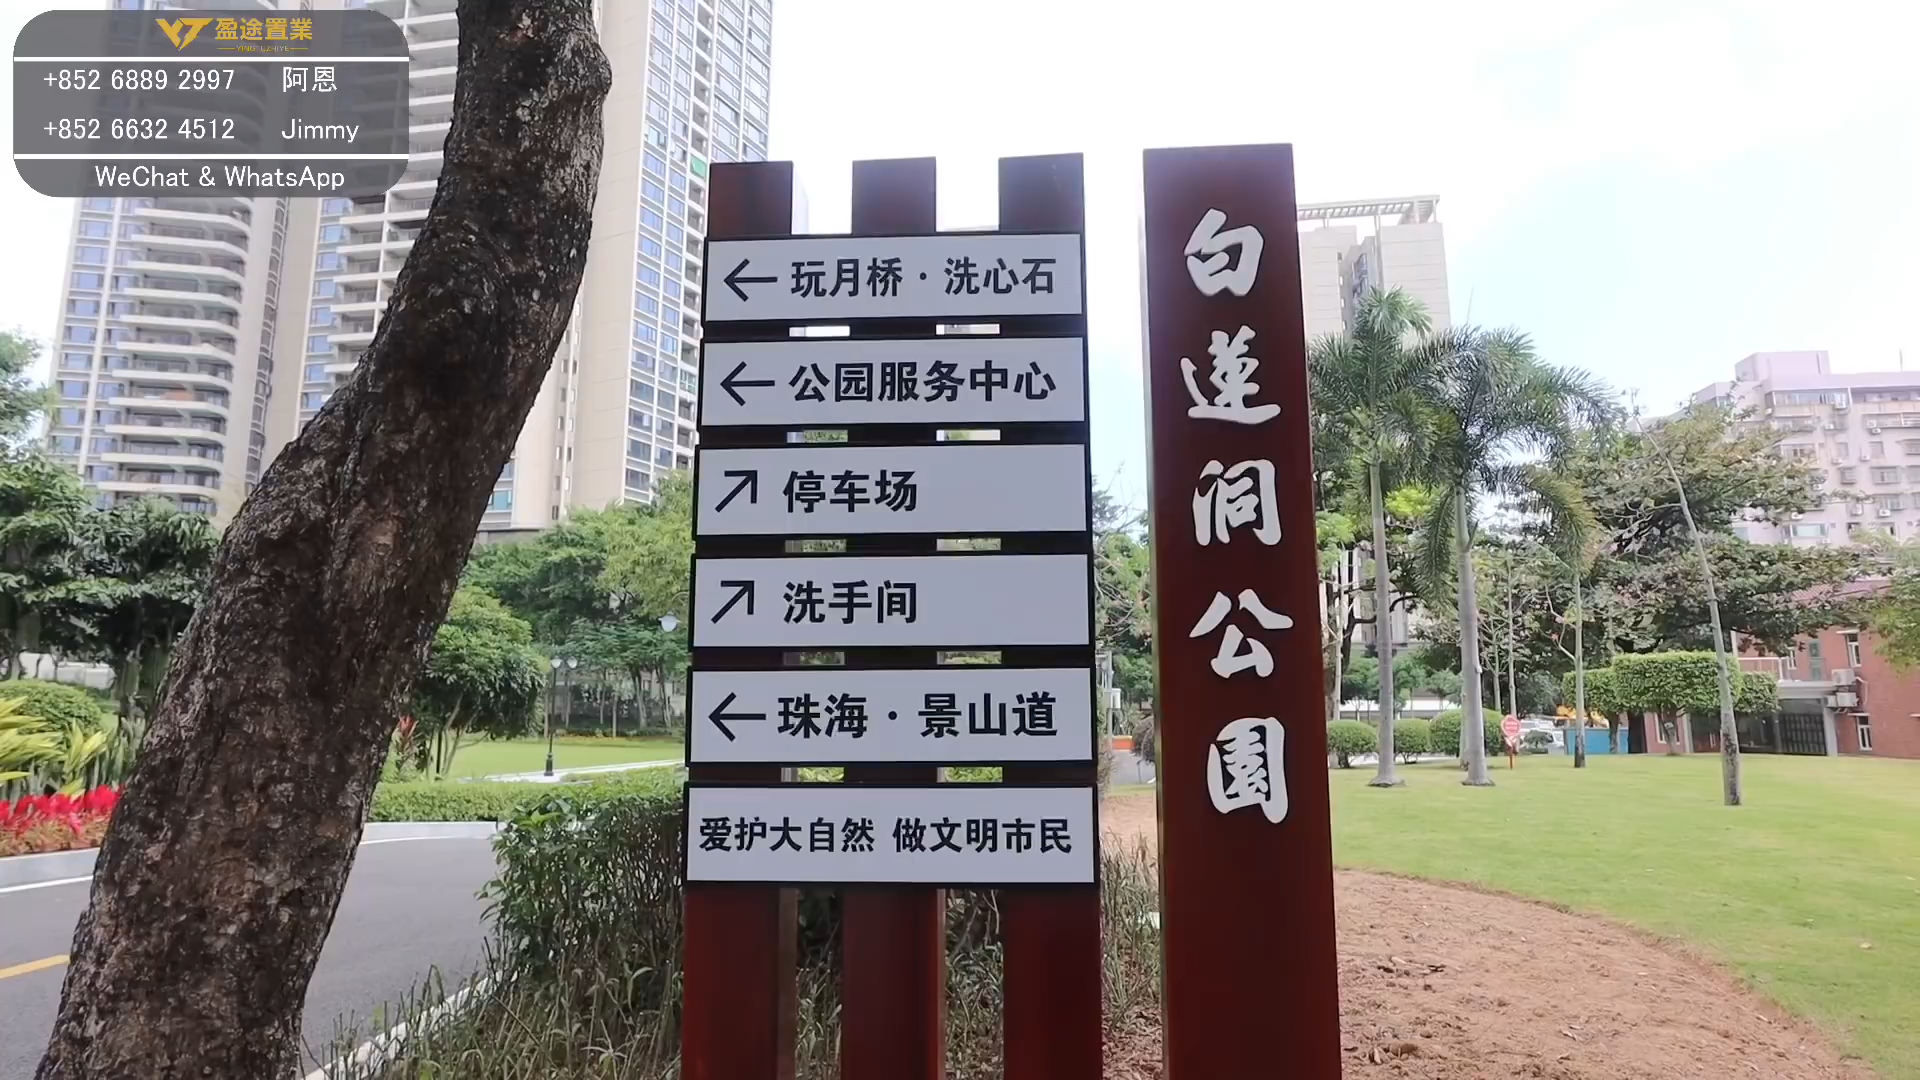 盈途置業
YINGTUZHIYE
+852 6889 2997 阿恩
+852 6632 4512 Jimmy
WeChat & WhatsApp
← 玩月桥·洗心石
← 公园服务中心
↗ 停车场
↗ 洗手间
← 珠海·景山道
爱护大自然 做文明市民
白蓮洞公園